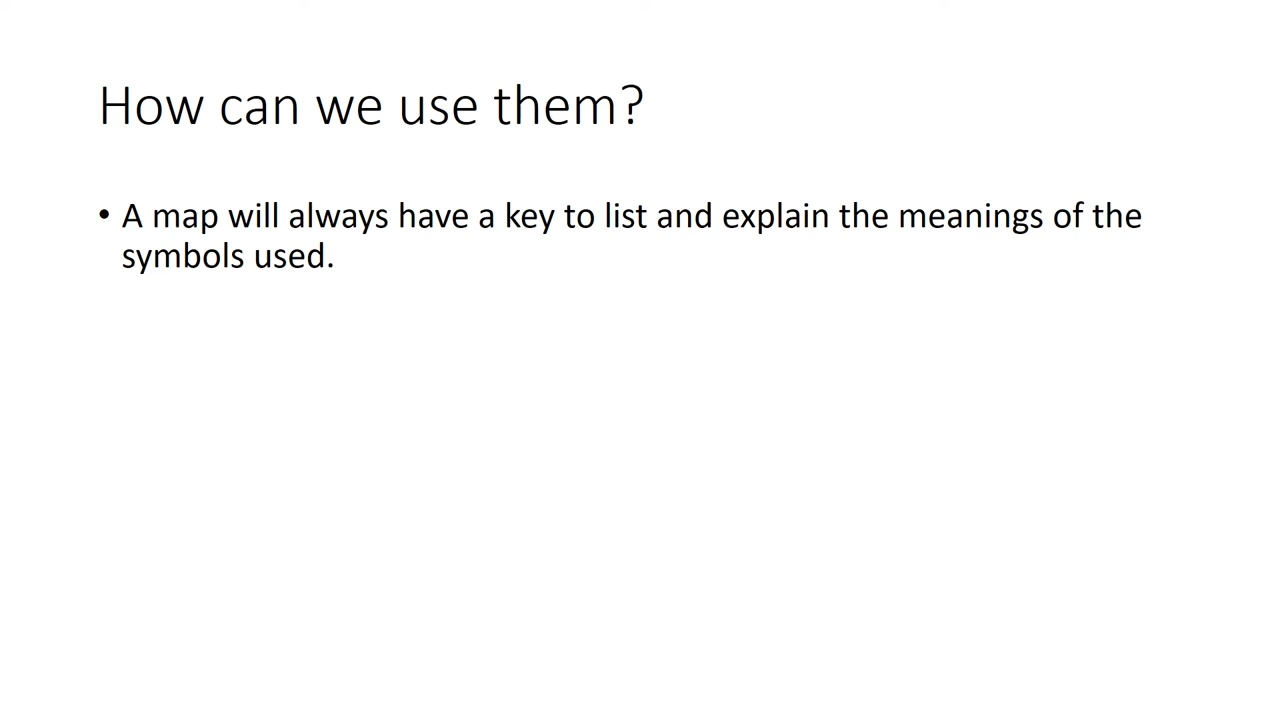 How can we use them?
• A map will always have a key to list and explain the meanings of the
symbols used.